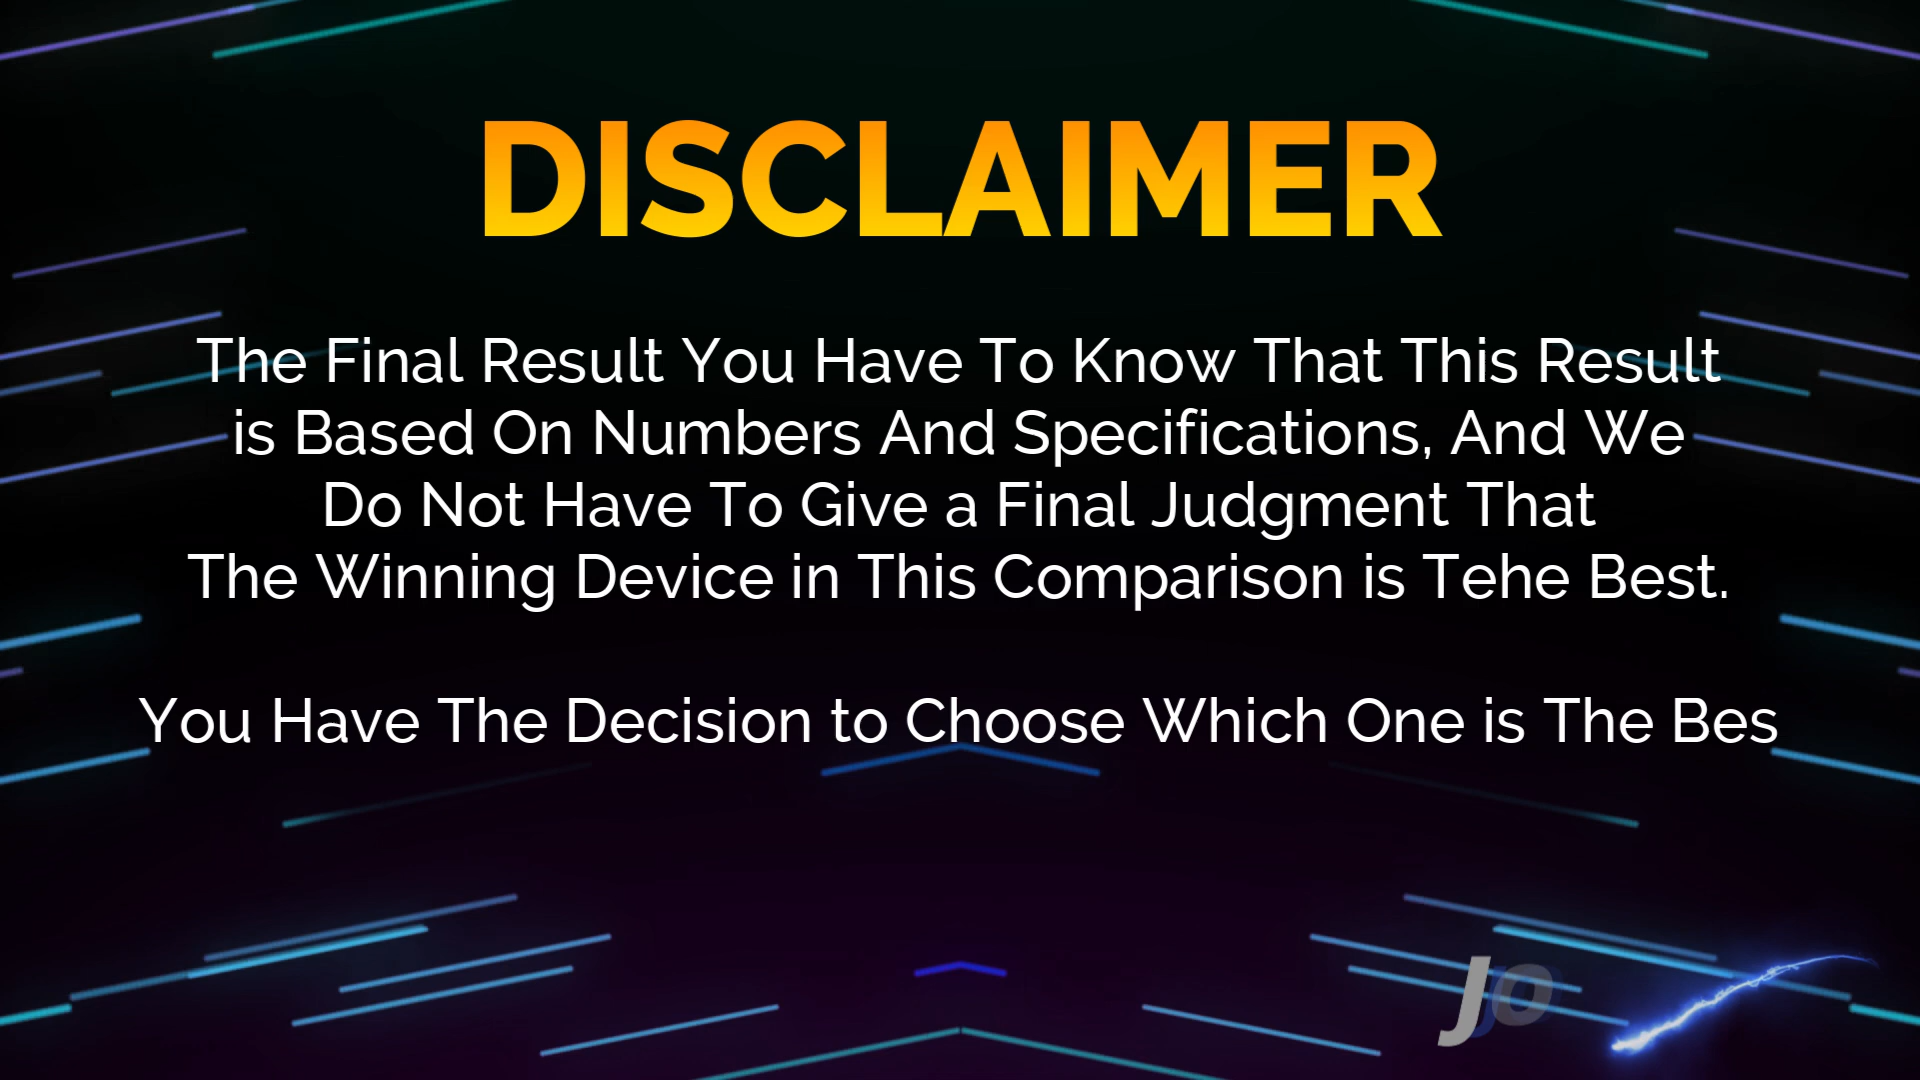 DISCLAIMER
The Final Result You Have To Know That This Result
is Based On Numbers And Specifications, And We
Do Not Have To Give a Final Judgment That
The Winning Device in This Comparison is Tehe Best.
You Have The Decision to Choose Which One is The Bes
Jo